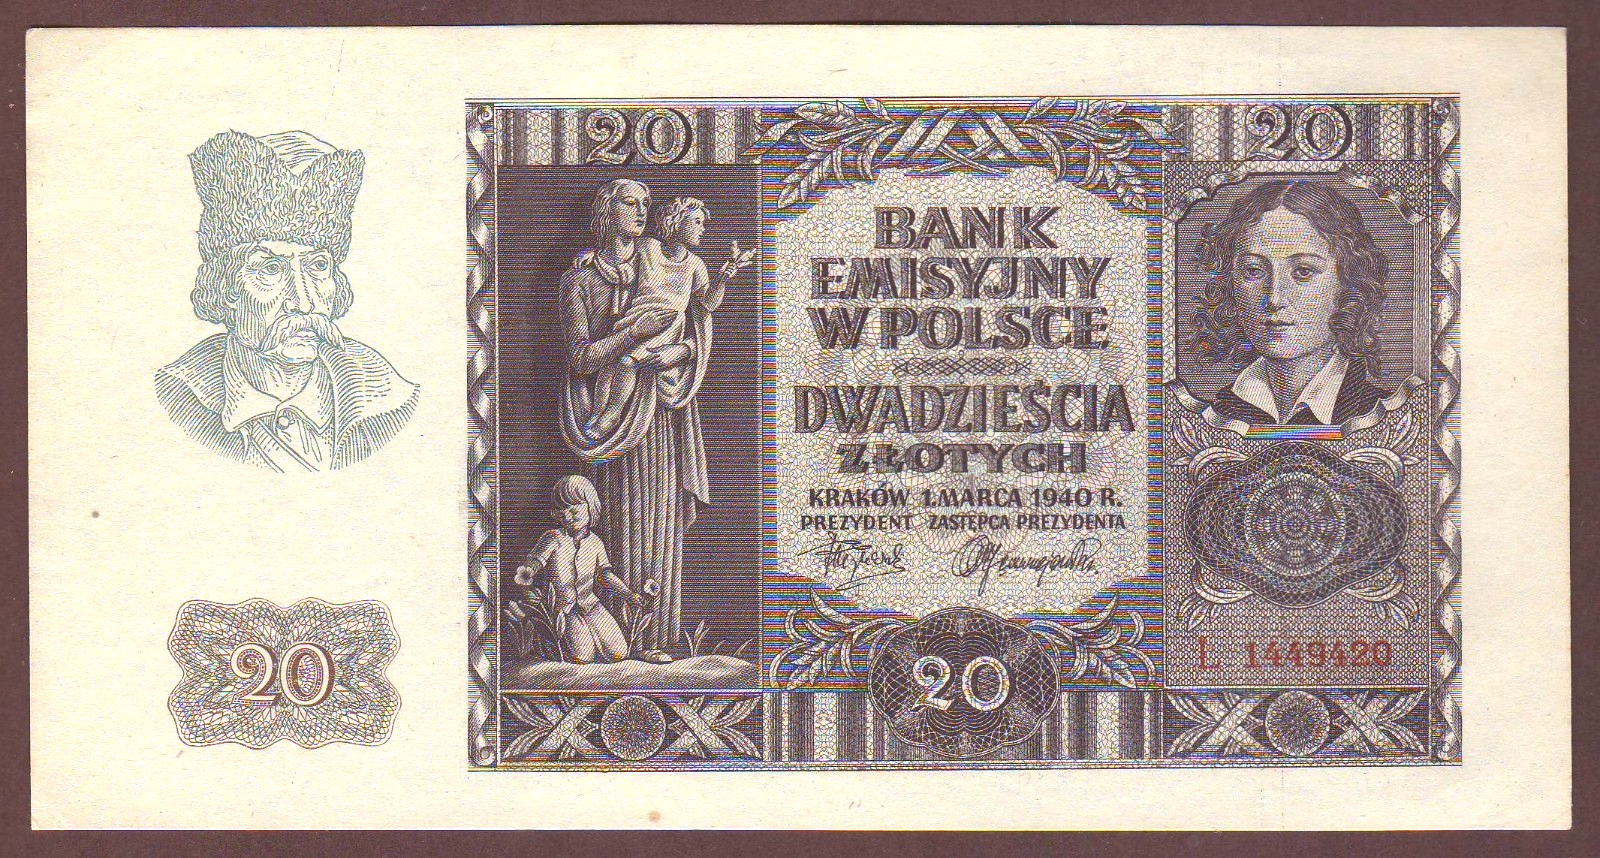 20
20
BANK
EMISYJNY
W POLSCE
DWADZIEŚCIA
ZŁOTYCH
KRAKÓW 1. MARCA 1940 R.
PREZYDENT ZASTĘPCA PREZYDENTA
L 1449420
20
20